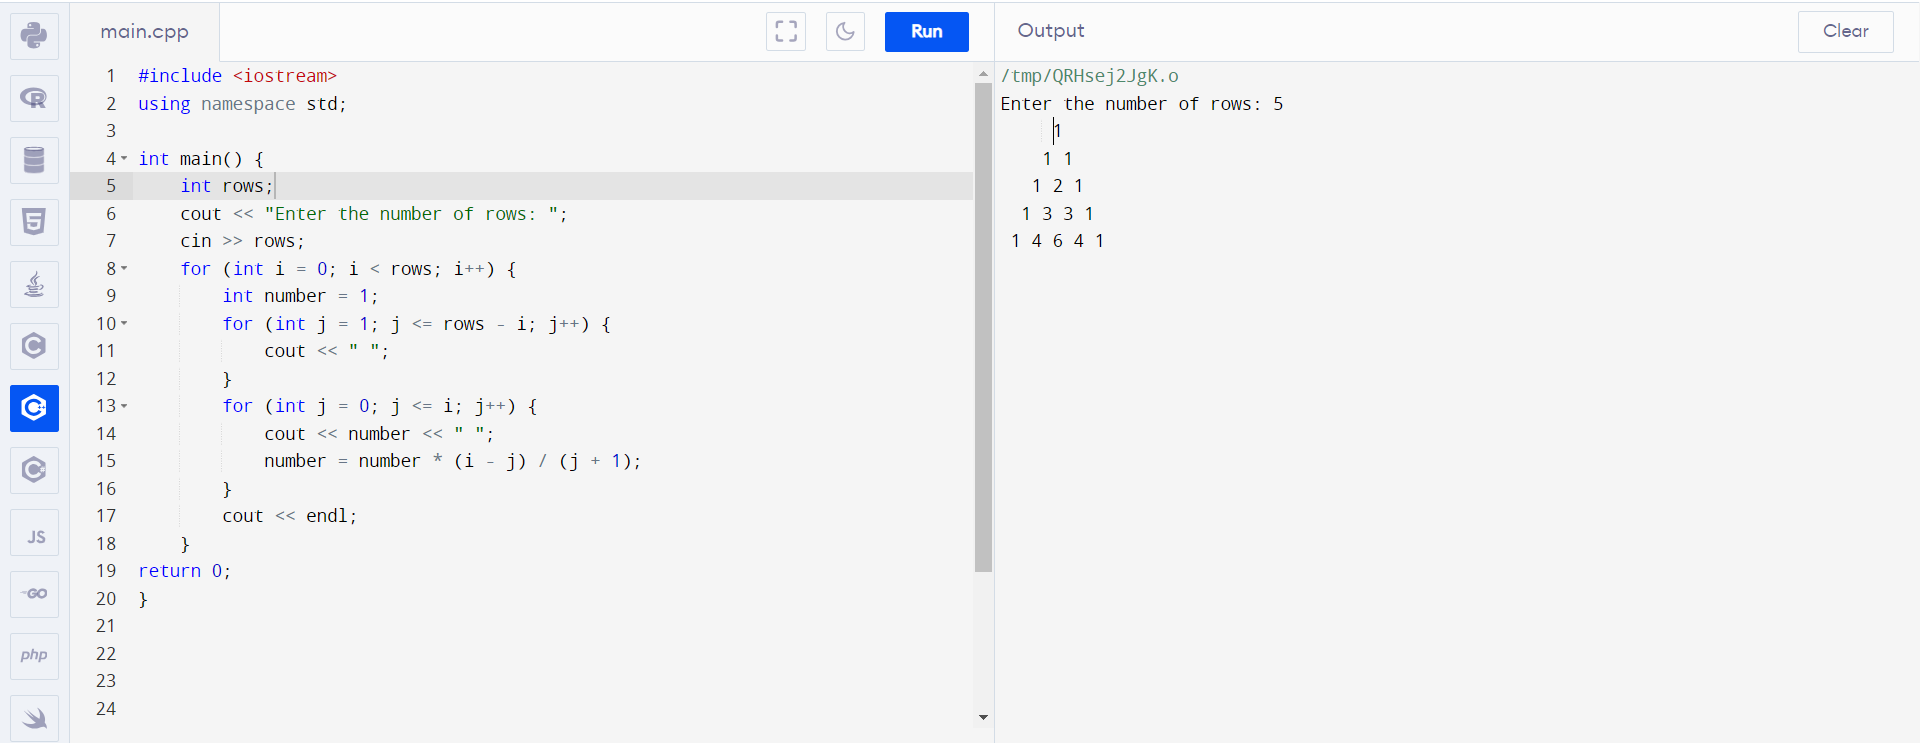 main.cpp
Run
Output
Clear
1 #include <iostream>
2 using namespace std;
3
4 int main() {
5     int rows;
6     cout << "Enter the number of rows: ";
7     cin >> rows;
8     for (int i = 0; i < rows; i++) {
9         int number = 1;
10         for (int j = 1; j <= rows - i; j++) {
11             cout << " ";
12         }
13         for (int j = 0; j <= i; j++) {
14             cout << number << " ";
15             number = number * (i - j) / (j + 1);
16         }
17         cout << endl;
18     }
19 return 0;
20 }
21
22
23
24
/tmp/QRHsej2JgK.o
Enter the number of rows: 5
     1
    1 1
   1 2 1
  1 3 3 1
 1 4 6 4 1
R
5
C
C
C
JS
GO
php